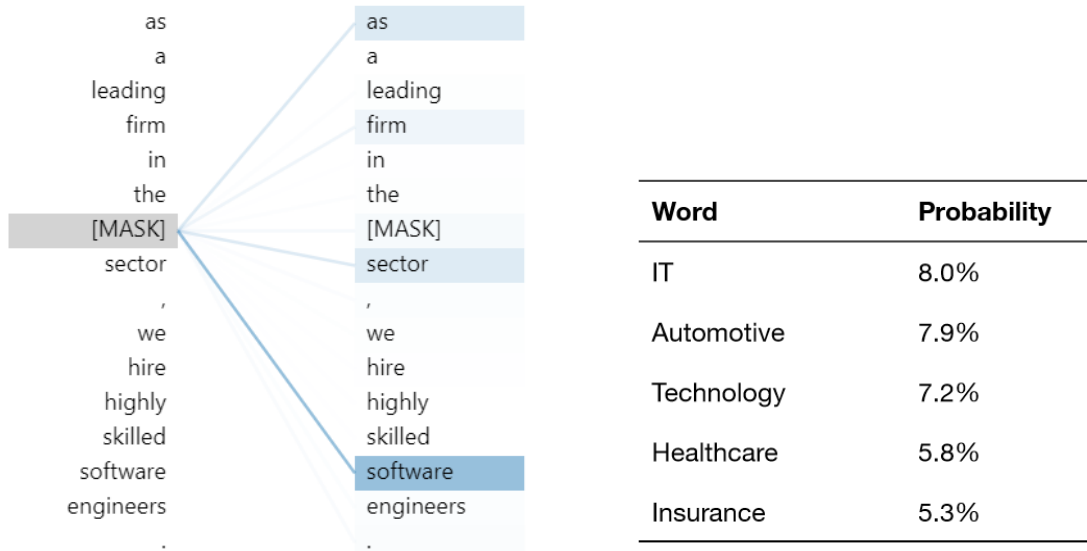 as as
a a
leading leading
firm firm
in in
the the
[MASK] [MASK]
sector sector
, ,
we we
hire hire
highly highly
skilled skilled
software software
engineers engineers
. .
Word Probability
IT 8.0%
Automotive 7.9%
Technology 7.2%
Healthcare 5.8%
Insurance 5.3%